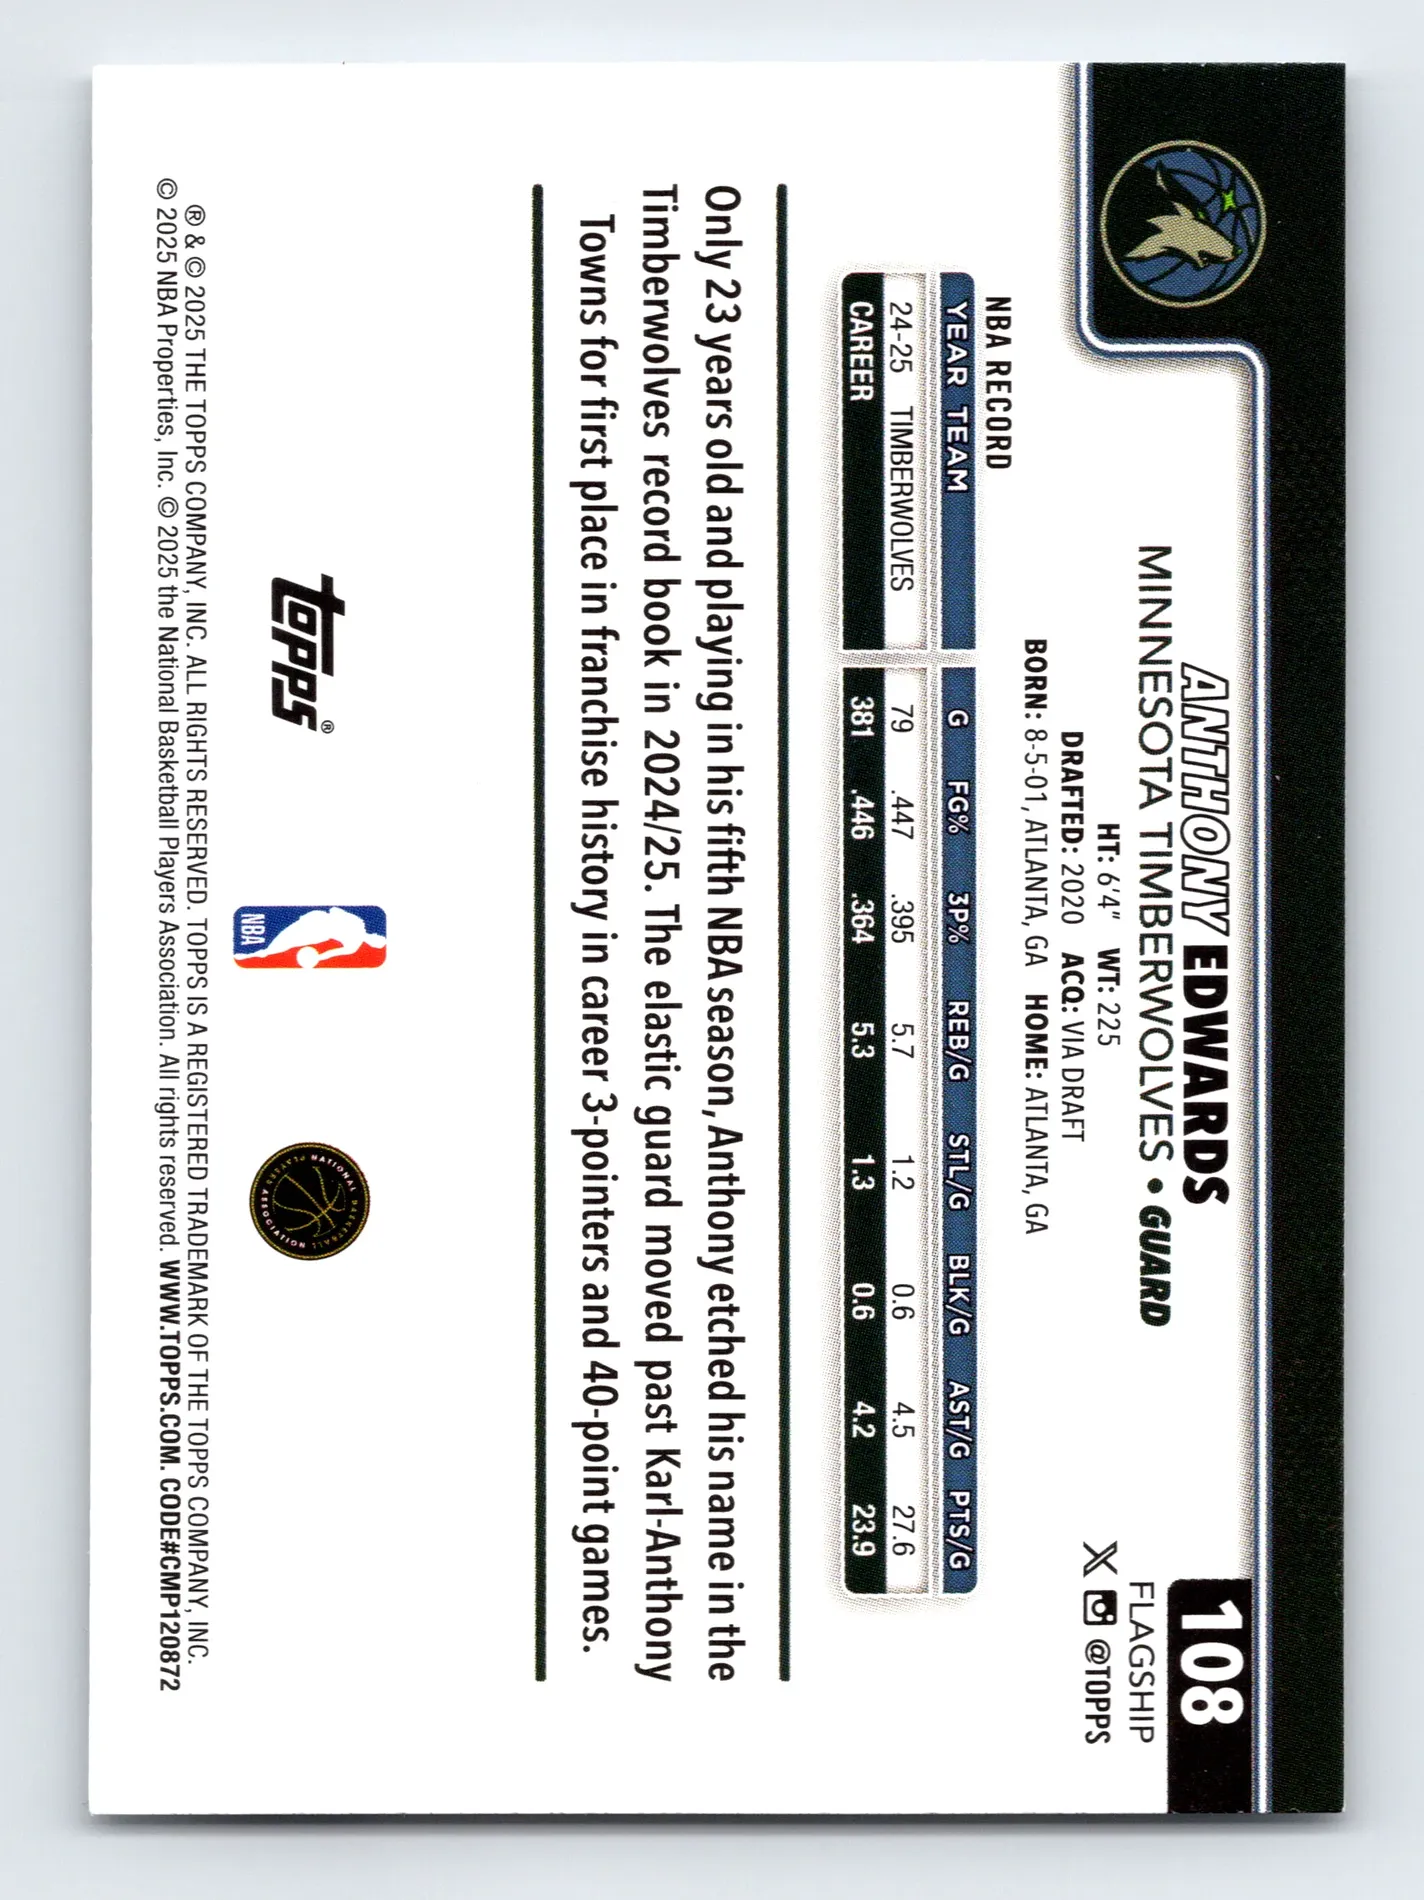 108
ANTHONY EDWARDS
FLAGSHIP
MINNESOTA TIMBERWOLVES • GUARD
@TOPPS
HT: 6'4" WT: 225
DRAFTED: 2020 ACQ: VIA DRAFT
BORN: 8-5-01, ATLANTA, GA HOME: ATLANTA, GA
NBA RECORD
YEAR TEAM G FG% 3P% REB/G STL/G BLK/G AST/G PTS/G
24-25 TIMBERWOLVES 79 .447 .395 5.7 1.2 0.6 4.5 27.6
CAREER 381 .446 .364 5.3 1.3 0.6 4.2 23.9
Only 23 years old and playing in his fifth NBA season, Anthony etched his name in the
Timberwolves record book in 2024/25. The elastic guard moved past Karl-Anthony
Towns for first place in franchise history in career 3-pointers and 40-point games.
topps®
NBA
NATIONAL BASKETBALL PLAYERS ASSOCIATION
® & © 2025 THE TOPPS COMPANY, INC. ALL RIGHTS RESERVED. TOPPS IS A REGISTERED TRADEMARK OF THE TOPPS COMPANY, INC.
© 2025 NBA Properties, Inc. © 2025 the National Basketball Players Association. All rights reserved. WWW.TOPPS.COM. CODE#CMP120872